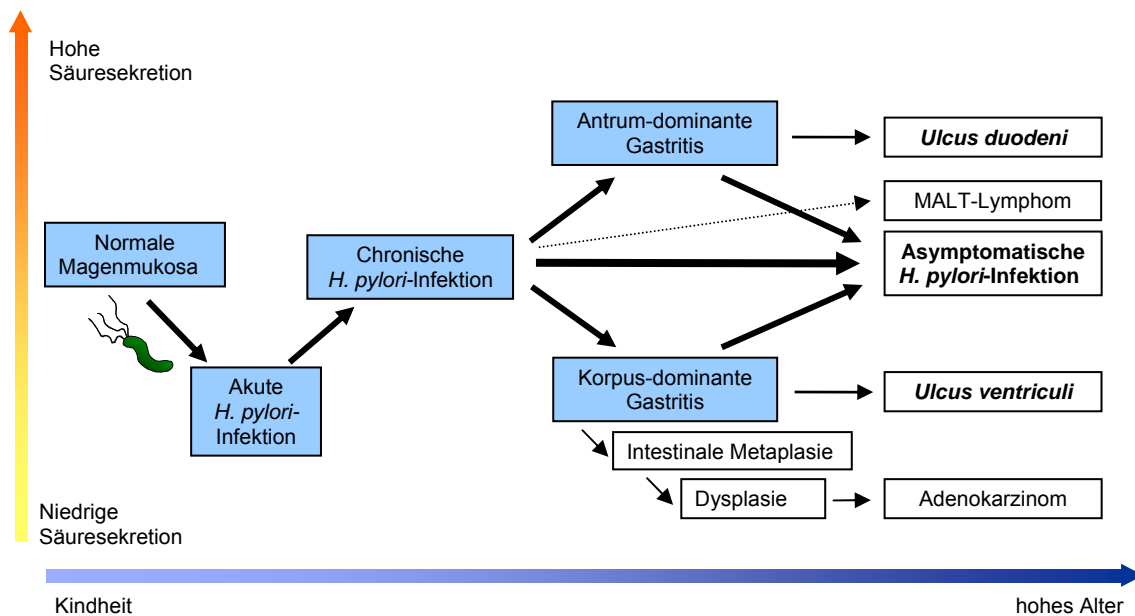 Hohe
Säuresekretion
Antrum-dominante
Gastritis
Ulcus duodeni
MALT-Lymphom
Normale
Magenmukosa
Chronische
H. pylori-Infektion
Asymptomatische
H. pylori-Infektion
Akute
H. pylori-
Infektion
Korpus-dominante
Gastritis
Ulcus ventriculi
Intestinale Metaplasie
Dysplasie
Adenokarzinom
Niedrige
Säuresekretion
Kindheit
hohes Alter